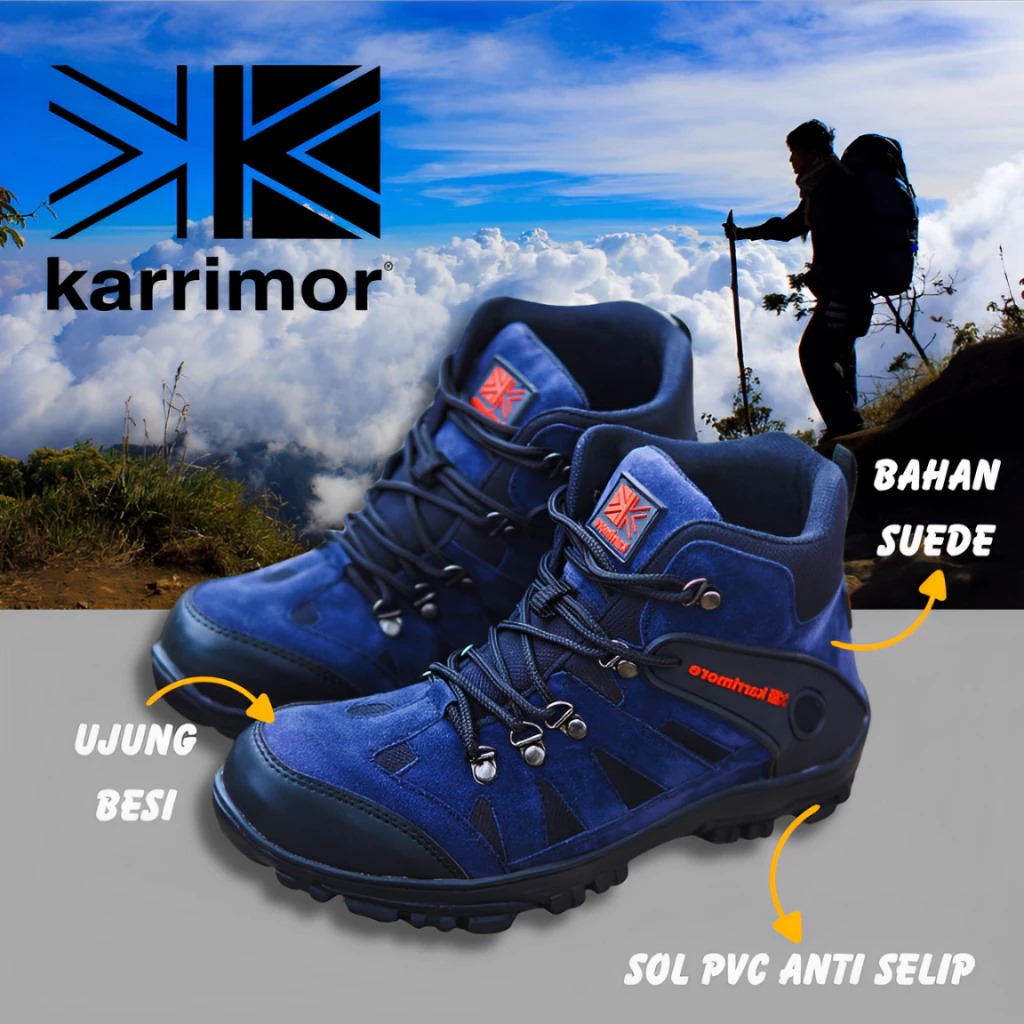 karrimor®
BAHAN
SUEDE
karrimore
UJUNG
BESI
SOL PVC ANTI SELIP